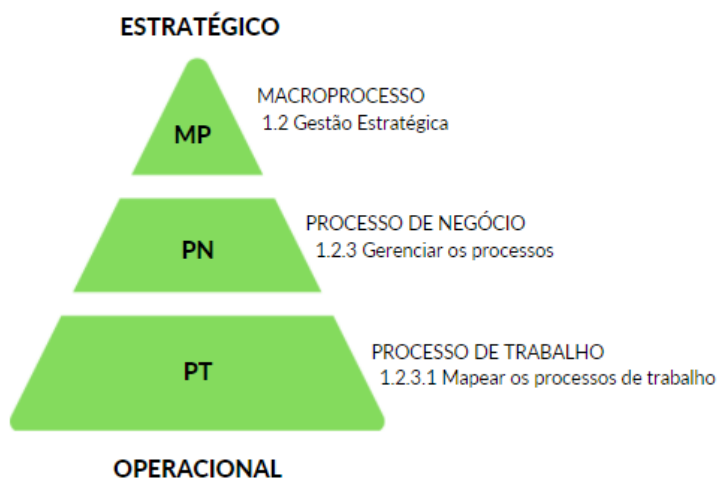 ESTRATÉGICO
MP
MACROPROCESSO
1.2 Gestão Estratégica
PN
PROCESSO DE NEGÓCIO
1.2.3 Gerenciar os processos
PT
PROCESSO DE TRABALHO
1.2.3.1 Mapear os processos de trabalho
OPERACIONAL